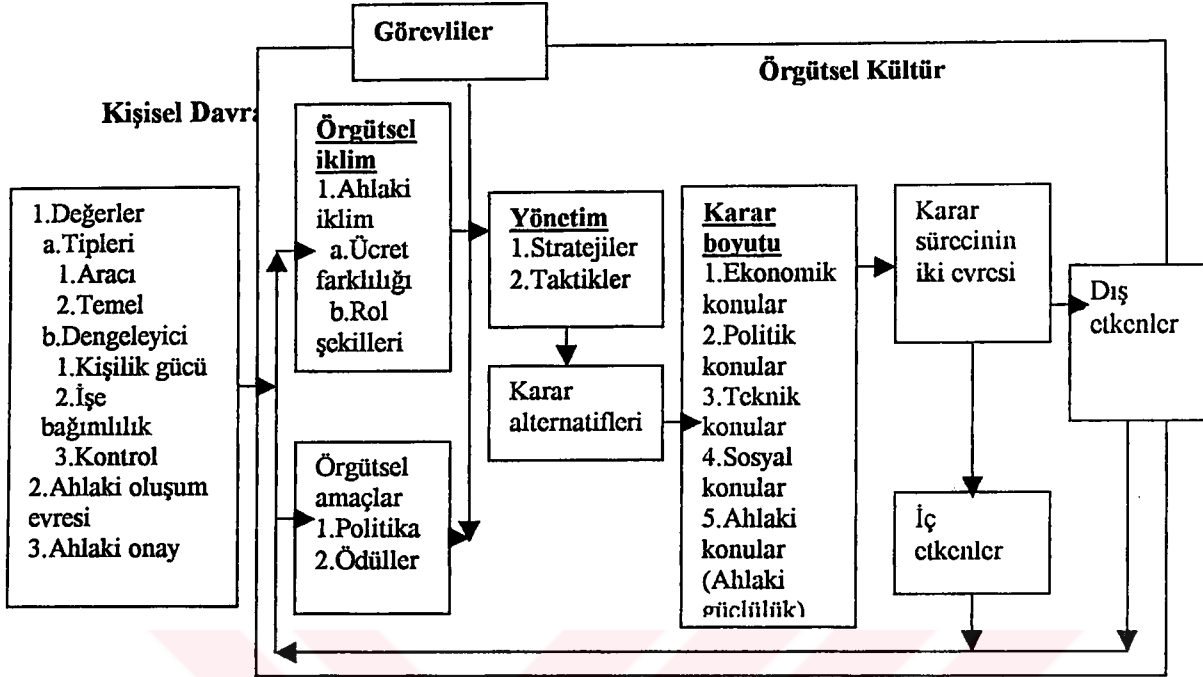 Görevliler
Örgütsel Kültür
Kişisel Davr
1.Değerler
a.Tipleri
1.Aracı
2.Temel
b.Dengeleyici
1.Kişilik gücü
2.İşe
bağımlılık
3.Kontrol
2.Ahlaki oluşum
evresi
3.Ahlaki onay
Örgütsel
iklim
1.Ahlaki
iklim
a.Ücret
farklılığı
b.Rol
şekilleri
Örgütsel
amaçlar
1.Politika
2.Ödüller
Yönetim
1.Stratejiler
2.Taktikler
Karar
alternatifleri
Karar
boyutu
1.Ekonomik
konular
2.Politik
konular
3.Teknik
konular
4.Sosyal
konular
5.Ahlaki
konular
(Ahlaki
güçlülük)
Karar
sürecinin
iki evresi
İç
etkenler
Dış
etkenler